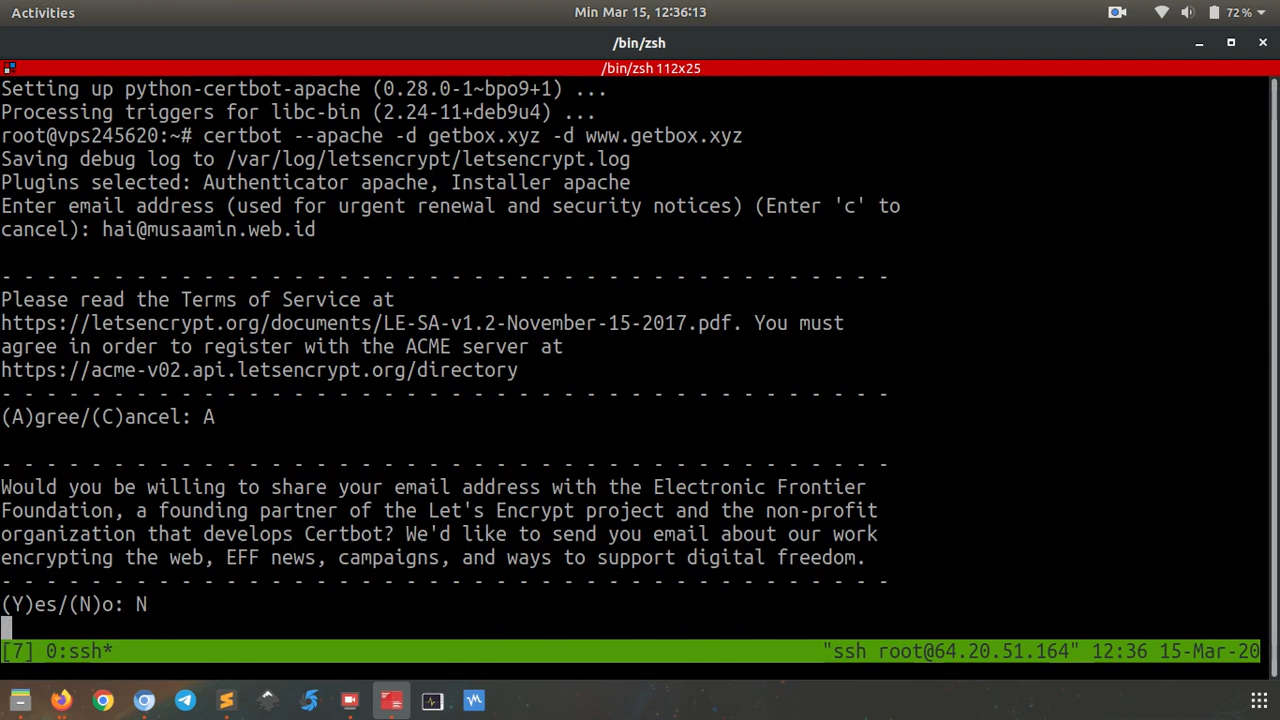 Activities
Min Mar 15, 12:36:13
72%
/bin/zsh
/bin/zsh 112x25
Setting up python-certbot-apache (0.28.0-1~bpo9+1) ...
Processing triggers for libc-bin (2.24-11+deb9u4) ...
root@vps245620:~# certbot --apache -d getbox.xyz -d www.getbox.xyz
Saving debug log to /var/log/letsencrypt/letsencrypt.log
Plugins selected: Authenticator apache, Installer apache
Enter email address (used for urgent renewal and security notices) (Enter 'c' to
cancel): hai@musaamin.web.id
- - - - - - - - - - - - - - - - - - - - - - - - - - - - - - - - - - - - - - - -
Please read the Terms of Service at
https://letsencrypt.org/documents/LE-SA-v1.2-November-15-2017.pdf. You must
agree in order to register with the ACME server at
https://acme-v02.api.letsencrypt.org/directory
- - - - - - - - - - - - - - - - - - - - - - - - - - - - - - - - - - - - - - - -
(A)gree/(C)ancel: A
- - - - - - - - - - - - - - - - - - - - - - - - - - - - - - - - - - - - - - - -
Would you be willing to share your email address with the Electronic Frontier
Foundation, a founding partner of the Let's Encrypt project and the non-profit
organization that develops Certbot? We'd like to send you email about our work
encrypting the web, EFF news, campaigns, and ways to support digital freedom.
- - - - - - - - - - - - - - - - - - - - - - - - - - - - - - - - - - - - - - - -
(Y)es/(N)o: N
[7] 0:ssh*
"ssh root@64.20.51.164" 12:36 15-Mar-20